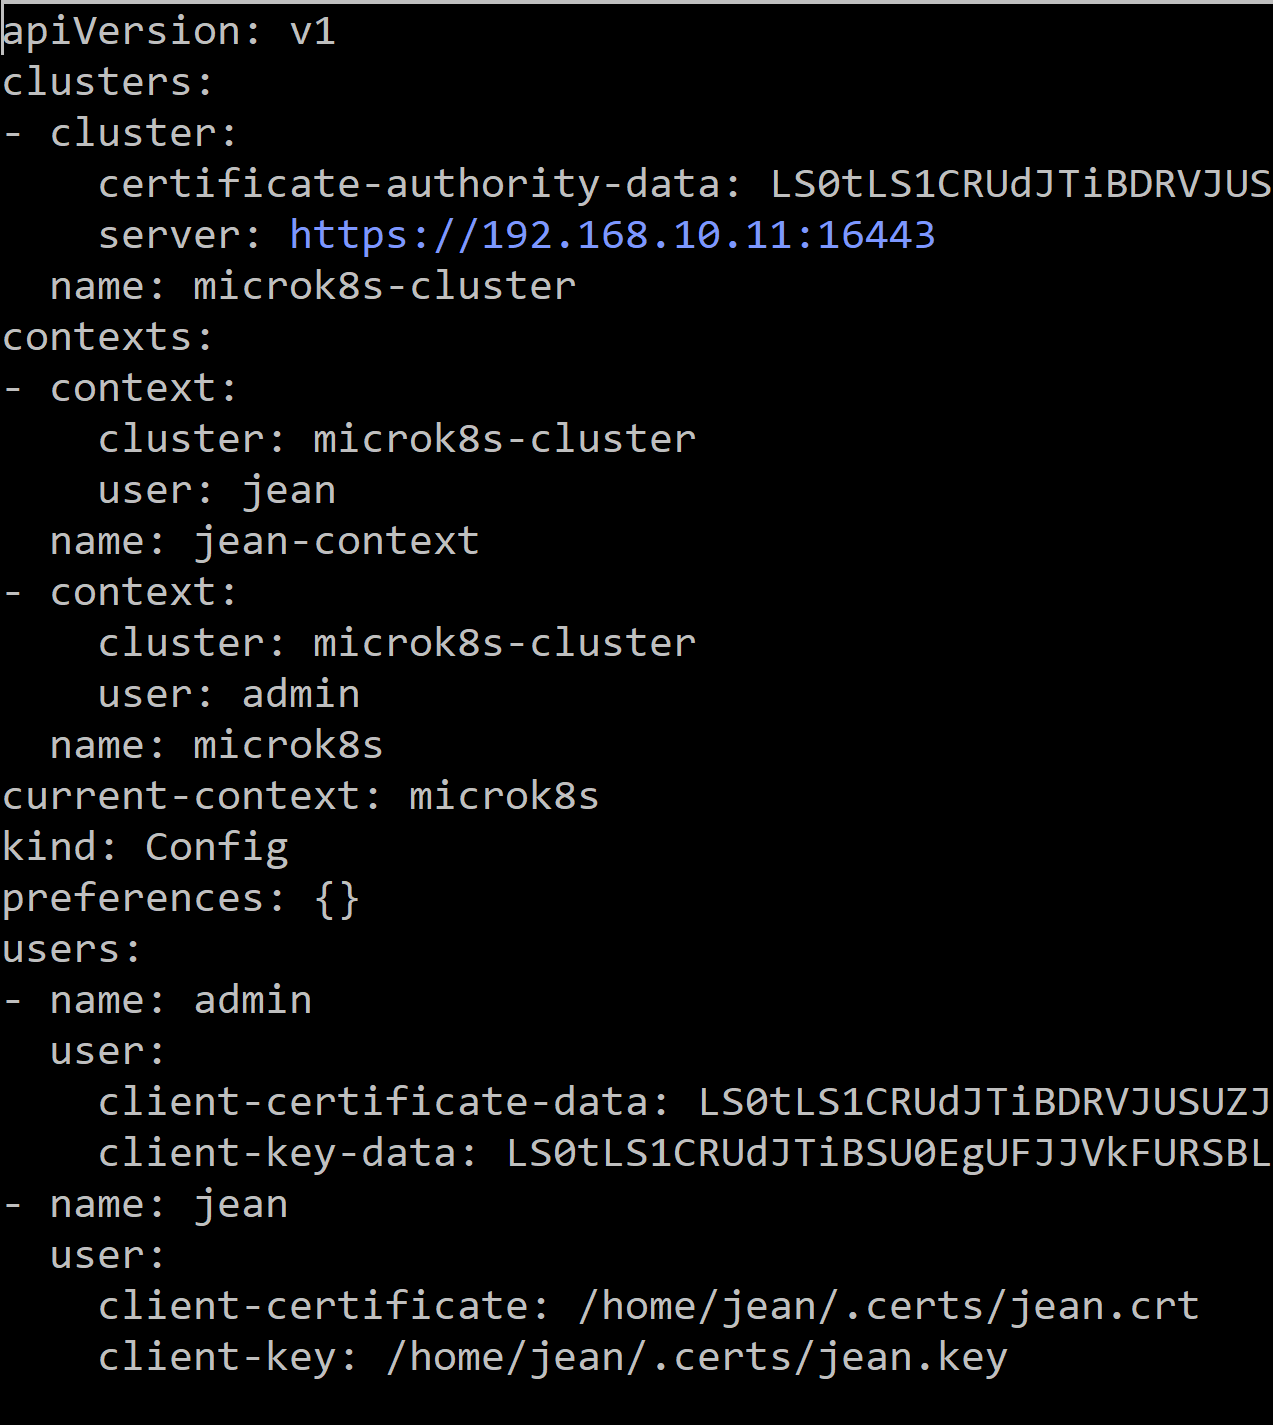 apiVersion: v1
clusters:
- cluster:
    certificate-authority-data: LS0tLS1CRUdJTiBDRVJUS
    server: https://192.168.10.11:16443
  name: microk8s-cluster
contexts:
- context:
    cluster: microk8s-cluster
    user: jean
  name: jean-context
- context:
    cluster: microk8s-cluster
    user: admin
  name: microk8s
current-context: microk8s
kind: Config
preferences: {}
users:
- name: admin
  user:
    client-certificate-data: LS0tLS1CRUdJTiBDRVJUSUZJ
    client-key-data: LS0tLS1CRUdJTiBSU0EgUFJJVkFURSBL
- name: jean
  user:
    client-certificate: /home/jean/.certs/jean.crt
    client-key: /home/jean/.certs/jean.key